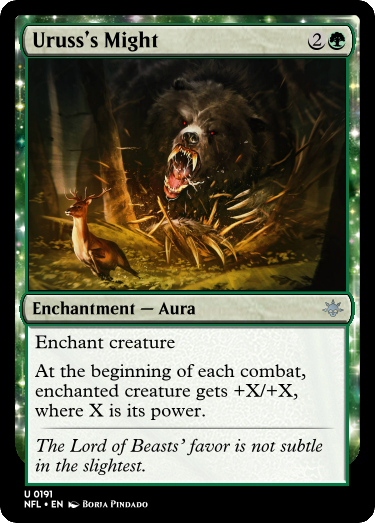 Uruss's Might 2
Enchantment — Aura
Enchant creature
At the beginning of each combat,
enchanted creature gets +X/+X,
where X is its power.
The Lord of Beasts' favor is not subtle
in the slightest.
U 0191
NFL • EN Borja Pindado